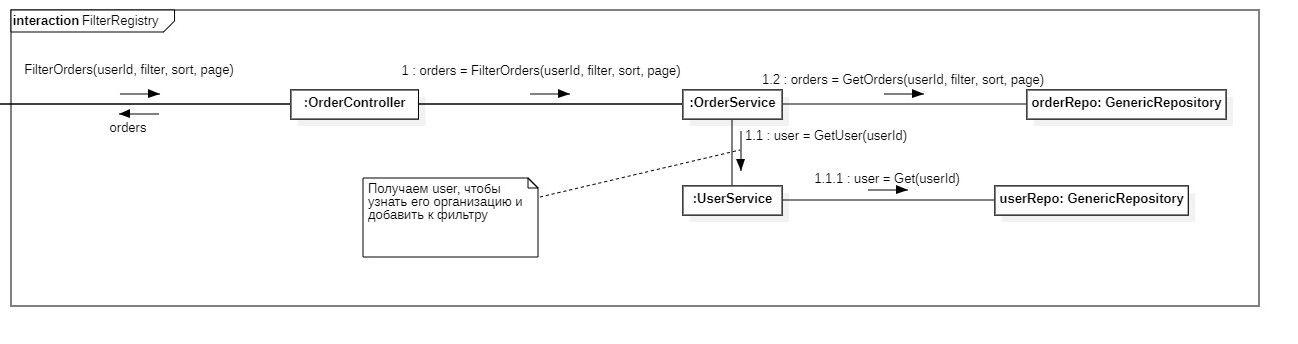 interaction FilterRegistry
FilterOrders(userId, filter, sort, page)
1 : orders = FilterOrders(userId, filter, sort, page)
1.2 : orders = GetOrders(userId, filter, sort, page)
:OrderController
:OrderService
orderRepo: GenericRepository
orders
1.1 : user = GetUser(userId)
Получаем user, чтобы
узнать его организацию и
добавить к фильтру
1.1.1 : user = Get(userId)
:UserService
userRepo: GenericRepository